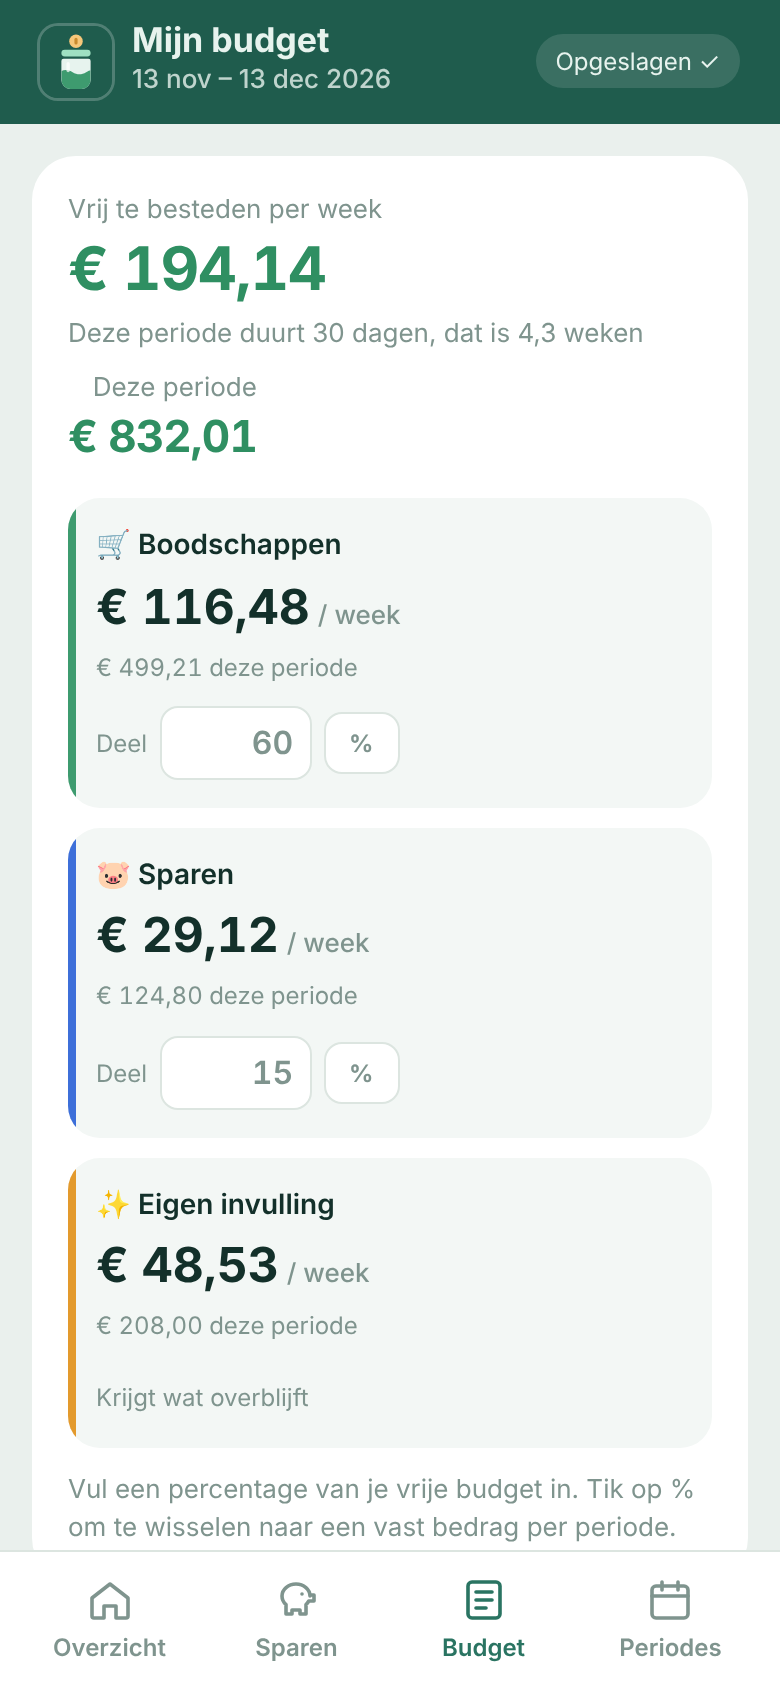 Mijn budget
13 nov – 13 dec 2026
Opgeslagen ✓
Vrij te besteden per week
€ 194,14
Deze periode duurt 30 dagen, dat is 4,3 weken
Deze periode
€ 832,01
🛒 Boodschappen
€ 116,48 / week
€ 499,21 deze periode
Deel 60 %
🐷 Sparen
€ 29,12 / week
€ 124,80 deze periode
Deel 15 %
✨ Eigen invulling
€ 48,53 / week
€ 208,00 deze periode
Krijgt wat overblijft
Vul een percentage van je vrije budget in. Tik op %
om te wisselen naar een vast bedrag per periode.
Overzicht Sparen Budget Periodes